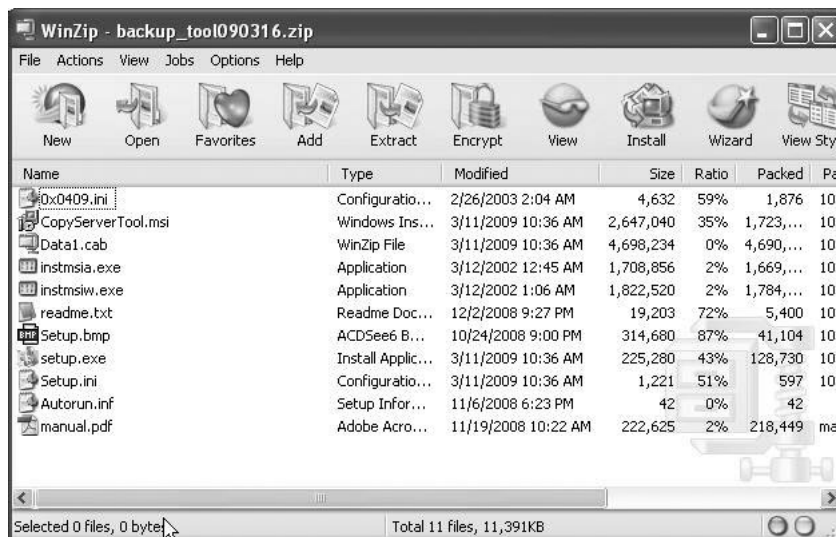 WinZip - backup_tool090316.zip
File Actions View Jobs Options Help
New Open Favorites Add Extract Encrypt View Install Wizard View Sty
Name Type Modified Size Ratio Packed Pa
0x0409.ini Configuratio... 2/26/2003 2:04 AM 4,632 59% 1,876 10
CopyServerTool.msi Windows Ins... 3/11/2009 10:36 AM 2,647,040 35% 1,723,... 10
Data1.cab WinZip File 3/11/2009 10:36 AM 4,698,234 0% 4,690,... 10
instmsia.exe Application 3/12/2002 12:45 AM 1,708,856 2% 1,669,... 10
instmsiw.exe Application 3/12/2002 1:06 AM 1,822,520 2% 1,784,... 10
readme.txt Readme Doc... 12/2/2008 9:27 PM 19,203 72% 5,400 10
BMP Setup.bmp ACDSee6 B... 10/24/2008 9:00 PM 314,680 87% 41,104 10
setup.exe Install Applic... 3/11/2009 10:36 AM 225,280 43% 128,730 10
Setup.ini Configuratio... 3/11/2009 10:36 AM 1,221 51% 597 10
Autorun.inf Setup Infor... 11/6/2008 6:23 PM 42 0% 42
manual.pdf Adobe Acro... 11/19/2008 10:22 AM 222,625 2% 218,449 ma
Selected 0 files, 0 bytes Total 11 files, 11,391KB